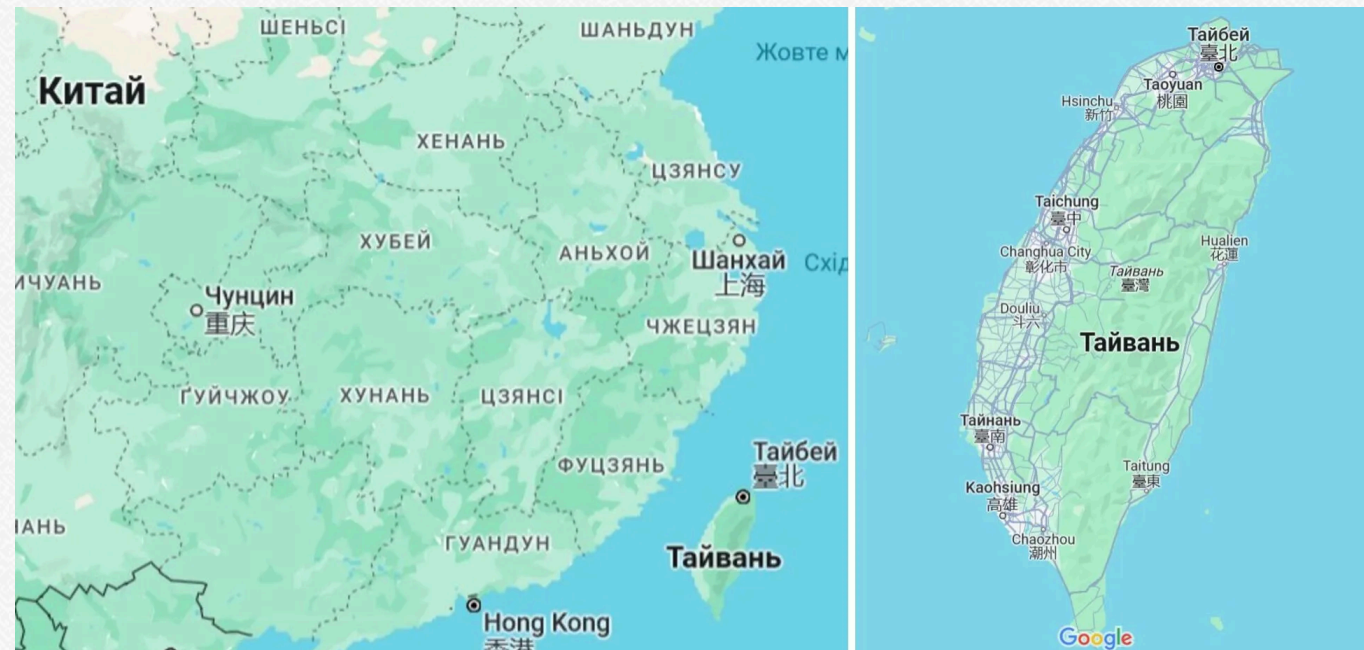 ШЕНЬСІ
ШАНЬДУН
Жовте м
Китай
ХЕНАНЬ
ЦЗЯНСУ
ХУБЕЙ
АНЬХОЙ
Шанхай
上海
Схід
ИЧУАНЬ
Чунцин
重庆
ЧЖЕЦЗЯН
ҐУЙЧЖОУ
ХУНАНЬ
ЦЗЯНСІ
ФУЦЗЯНЬ
Тайбей
臺北
НАНЬ
ГУАНДУН
Тайвань
Hong Kong
香港
Тайбей
臺北
Taoyuan
桃園
Hsinchu
新竹
Taichung
臺中
Changhua City
彰化市
Hualien
花蓮
Тайвань
臺灣
Douliu
斗六
Тайвань
Тайнань
臺南
Taitung
臺東
Kaohsiung
高雄
Chaozhou
潮州
Google